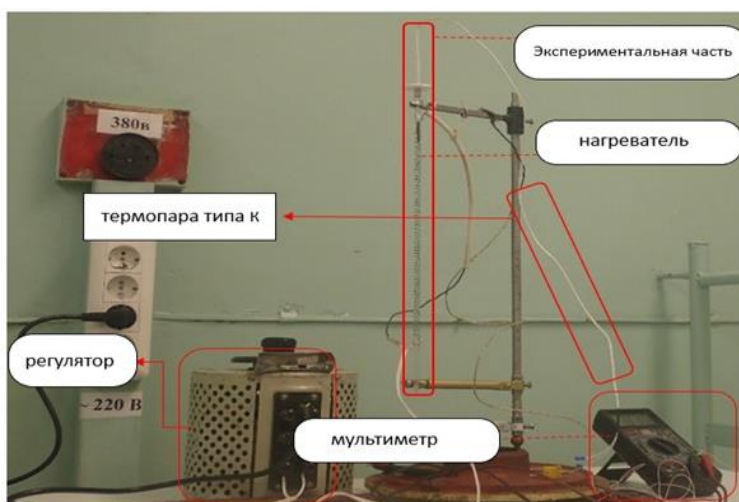 Экспериментальная часть
380в
нагреватель
термопара типа К
регулятор
~ 220 В
мультиметр